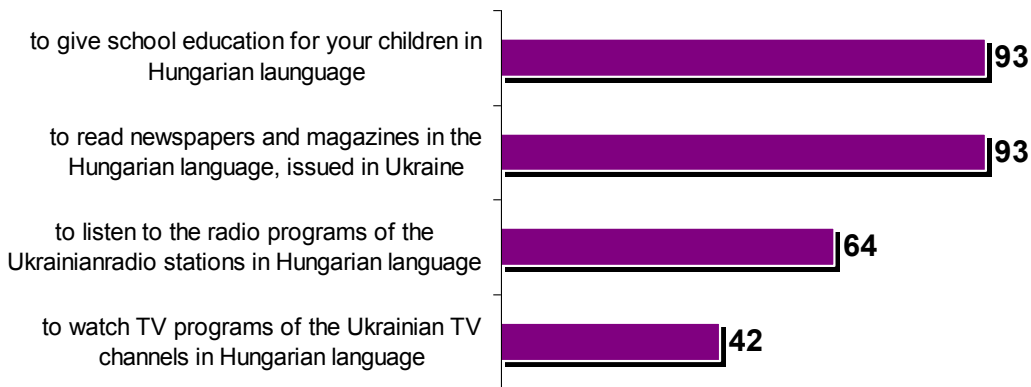 to give school education for your children in
Hungarian launguage
93
to read newspapers and magazines in the
Hungarian language, issued in Ukraine
93
to listen to the radio programs of the
Ukrainianradio stations in Hungarian language
64
to watch TV programs of the Ukrainian TV
channels in Hungarian language
42